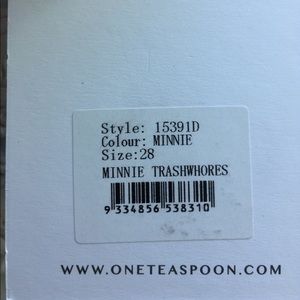 Style: 15391D
Colour: MINNIE
Size:28
MINNIE TRASHWHORES
9 334856 538310
WWW.ONETEASPOON.COM